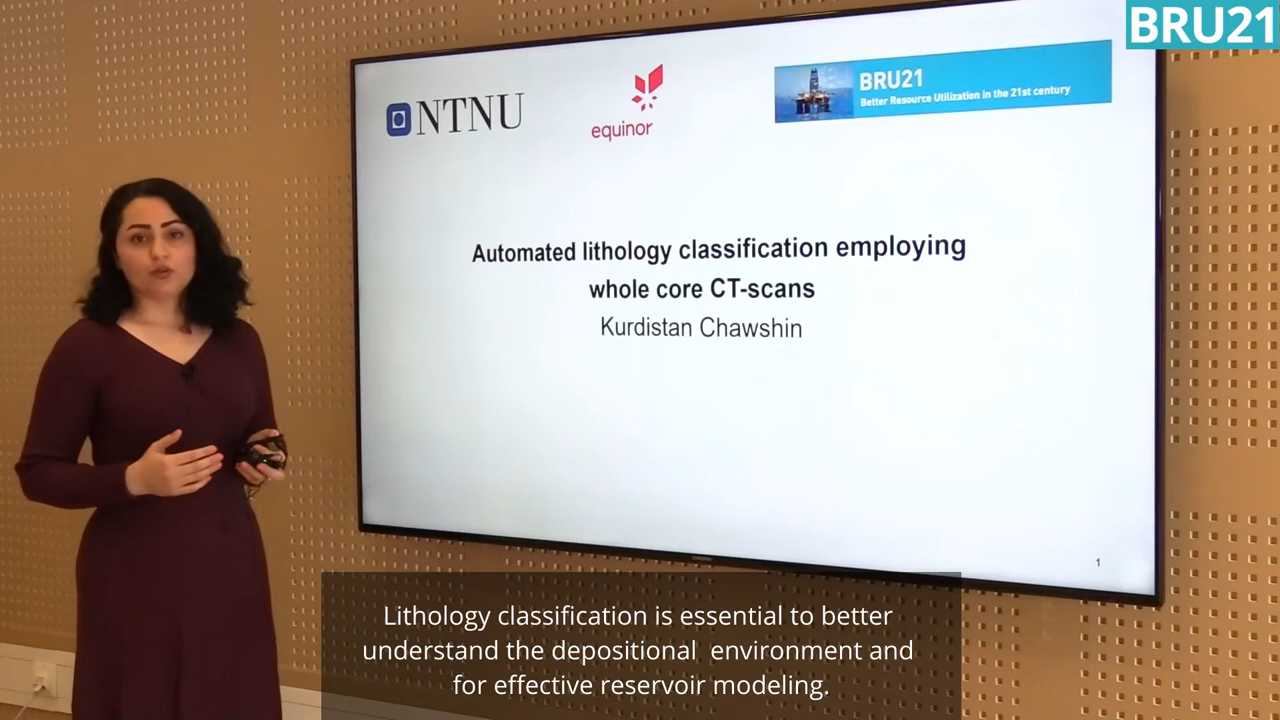 BRU21
NTNU
equinor
BRU21
Better Resource Utilization in the 21st century
Automated lithology classification employing
whole core CT-scans
Kurdistan Chawshin
1
Lithology classification is essential to better
understand the depositional environment and
for effective reservoir modeling.